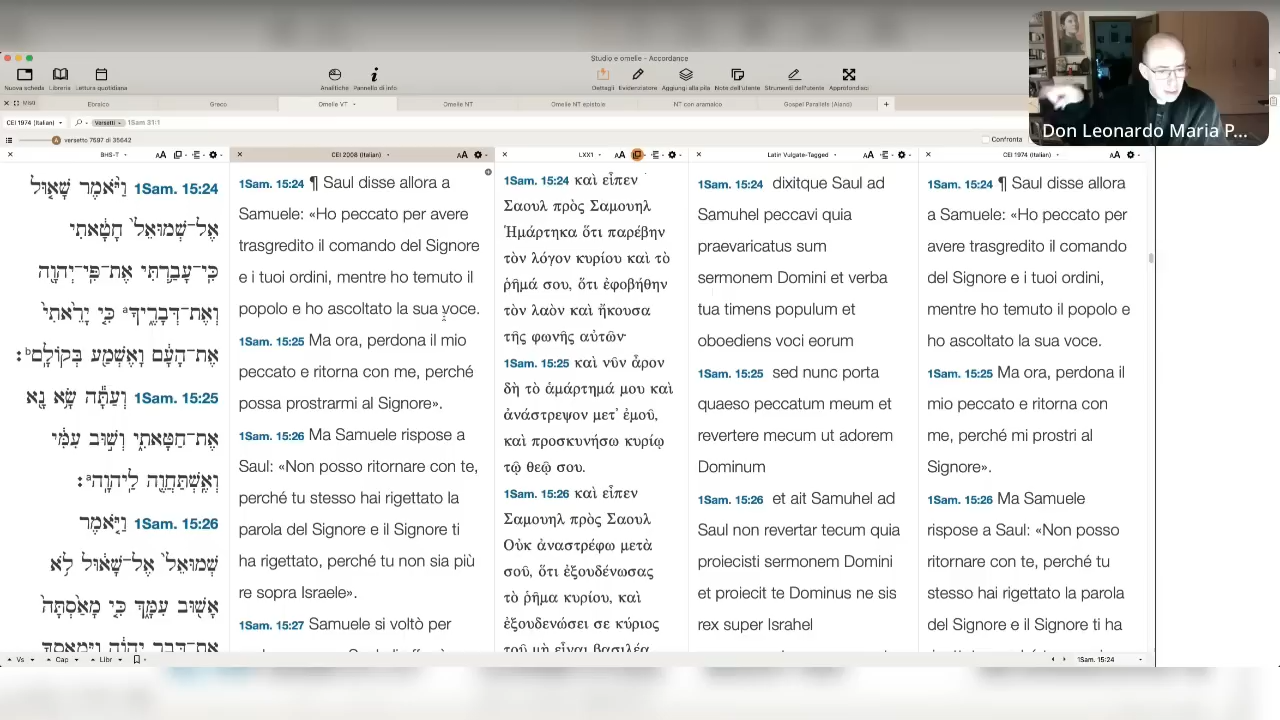 Don Leonardo Maria P...
Studio e omelie - Accordance
Nuova scheda
Libreria
Lettura quotidiana
Analitiche
Pannello di info
Dettagli
Evidenziatore
Aggiungi alla pila
Note dell'utente
Strumenti dell'utente
Approfondisci
Ebraico
Greco
Omelie VT
Omelie NT
Omelie NT epistole
NT con aramaico
Gospel Parallels (Aland)
CEI 1974 (Italian)
Versetti
1Sam 31:1
versetto 7597 di 35642
Confronta
BHS-T
1Sam. 15:24 וַיֹּ֨אמֶר שָׁא֤וּל
אֶל־שְׁמוּאֵל֙ חָטָ֔אתִי
כִּֽי־עָבַ֥רְתִּי אֶת־פִּֽי־יְהוָ֖ה
וְאֶת־דְּבָרֶ֑יךָ a כִּ֤י יָרֵ֙אתִי֙
אֶת־הָעָ֔ם וָאֶשְׁמַ֖ע בְּקוֹלָֽם b ׃
1Sam. 15:25 וְעַתָּ֕ה שָׂ֥א נָ֖א
אֶת־חַטָּאתִ֑י וְשׁ֣וּב עִמִּ֔י
וְאֶֽשְׁתַּחֲוֶ֖ה לַֽיהוָֽה a ׃
1Sam. 15:26 וַיֹּ֤אמֶר
שְׁמוּאֵל֙ אֶל־שָׁא֔וּל לֹ֥א
אָשׁ֖וּב עִמָּ֑ךְ כִּ֤י מָאַ֙סְתָּה֙
אֶת־דְּבַ֣ר יְהוָ֔ה וַיִּמְאָסְךָ֣
CEI 2008 (Italian)
1Sam. 15:24 ¶ Saul disse allora a
Samuele: «Ho peccato per avere
trasgredito il comando del Signore
e i tuoi ordini, mentre ho temuto il
popolo e ho ascoltato la sua voce.
1Sam. 15:25 Ma ora, perdona il mio
peccato e ritorna con me, perché
possa prostrarmi al Signore».
1Sam. 15:26 Ma Samuele rispose a
Saul: «Non posso ritornare con te,
perché tu stesso hai rigettato la
parola del Signore e il Signore ti
ha rigettato, perché tu non sia più
re sopra Israele».
1Sam. 15:27 Samuele si voltò per
LXX1
1Sam. 15:24 καὶ εἶπεν
Σαουλ πρὸς Σαμουηλ
Ἡμάρτηκα ὅτι παρέβην
τὸν λόγον κυρίου καὶ τὸ
ῥῆμά σου, ὅτι ἐφοβήθην
τὸν λαὸν καὶ ἤκουσα
τῆς φωνῆς αὐτῶν·
1Sam. 15:25 καὶ νῦν ἆρον
δὴ τὸ ἁμάρτημά μου καὶ
ἀνάστρεψον μετ᾽ ἐμοῦ,
καὶ προσκυνήσω κυρίῳ
τῷ θεῷ σου.
1Sam. 15:26 καὶ εἶπεν
Σαμουηλ πρὸς Σαουλ
Οὐκ ἀναστρέφω μετὰ
σοῦ, ὅτι ἐξουδένωσας
τὸ ῥῆμα κυρίου, καὶ
ἐξουδενώσει σε κύριος
τοῦ μὴ εἶναι βασιλέα
Latin Vulgate-Tagged
1Sam. 15:24 dixitque Saul ad
Samuhel peccavi quia
praevaricatus sum
sermonem Domini et verba
tua timens populum et
oboediens voci eorum
1Sam. 15:25 sed nunc porta
quaeso peccatum meum et
revertere mecum ut adorem
Dominum
1Sam. 15:26 et ait Samuhel ad
Saul non revertar tecum quia
proiecisti sermonem Domini
et proiecit te Dominus ne sis
rex super Israhel
CEI 1974 (Italian)
1Sam. 15:24 ¶ Saul disse allora
a Samuele: «Ho peccato per
avere trasgredito il comando
del Signore e i tuoi ordini,
mentre ho temuto il popolo e
ho ascoltato la sua voce.
1Sam. 15:25 Ma ora, perdona il
mio peccato e ritorna con
me, perché mi prostri al
Signore».
1Sam. 15:26 Ma Samuele
rispose a Saul: «Non posso
ritornare con te, perché tu
stesso hai rigettato la parola
del Signore e il Signore ti ha
Vs
Cap
Libr
1Sam. 15:24